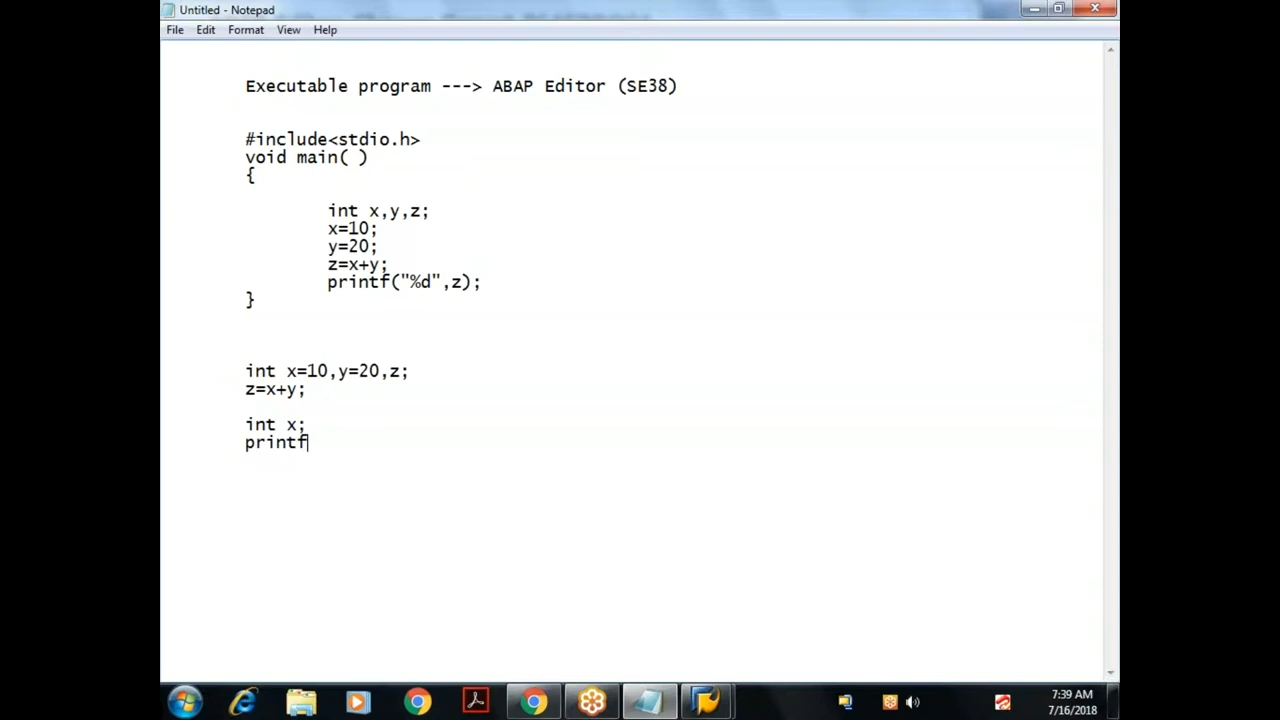 Untitled - Notepad
File Edit Format View Help
Executable program ---> ABAP Editor (SE38)
#include<stdio.h>
void main( )
{
int x,y,z;
x=10;
y=20;
z=x+y;
printf("%d",z);
}
int x=10,y=20,z;
z=x+y;
int x;
printf
7:39 AM
7/16/2018